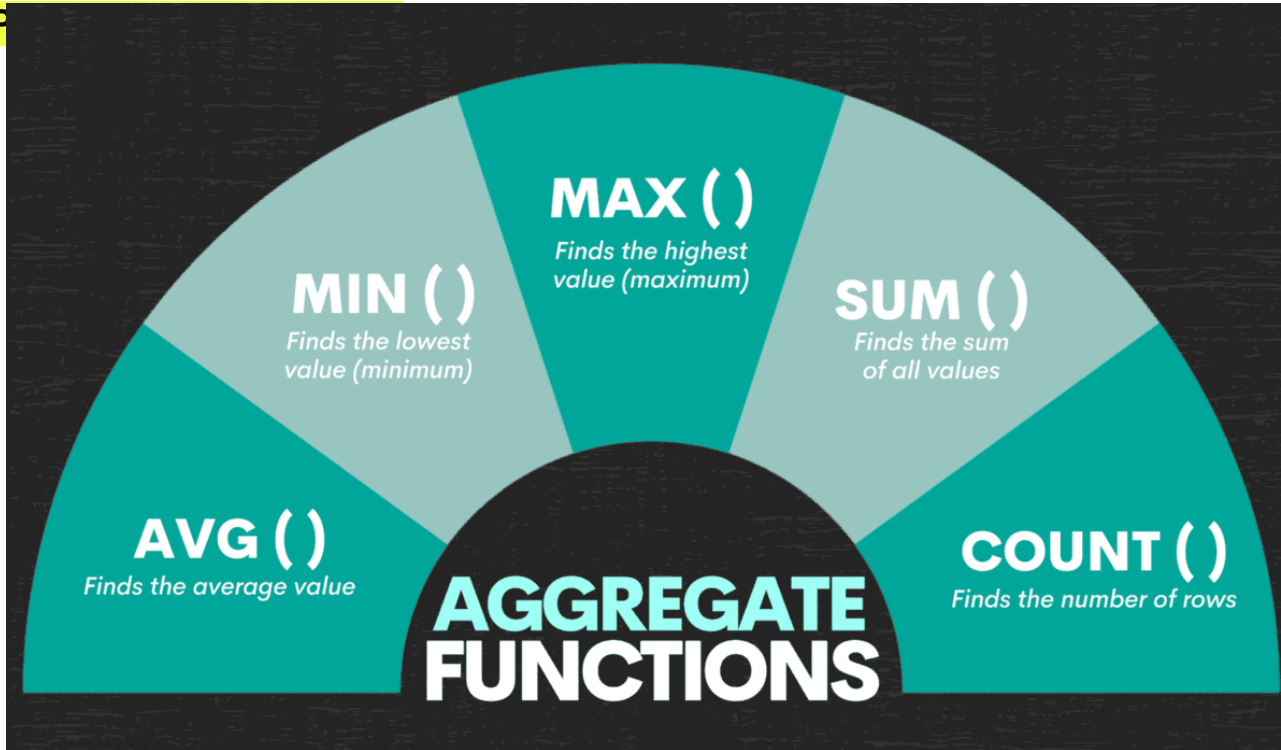 AVG ( )
Finds the average value
MIN ( )
Finds the lowest
value (minimum)
MAX ( )
Finds the highest
value (maximum)
SUM ( )
Finds the sum
of all values
COUNT ( )
Finds the number of rows
AGGREGATE
FUNCTIONS